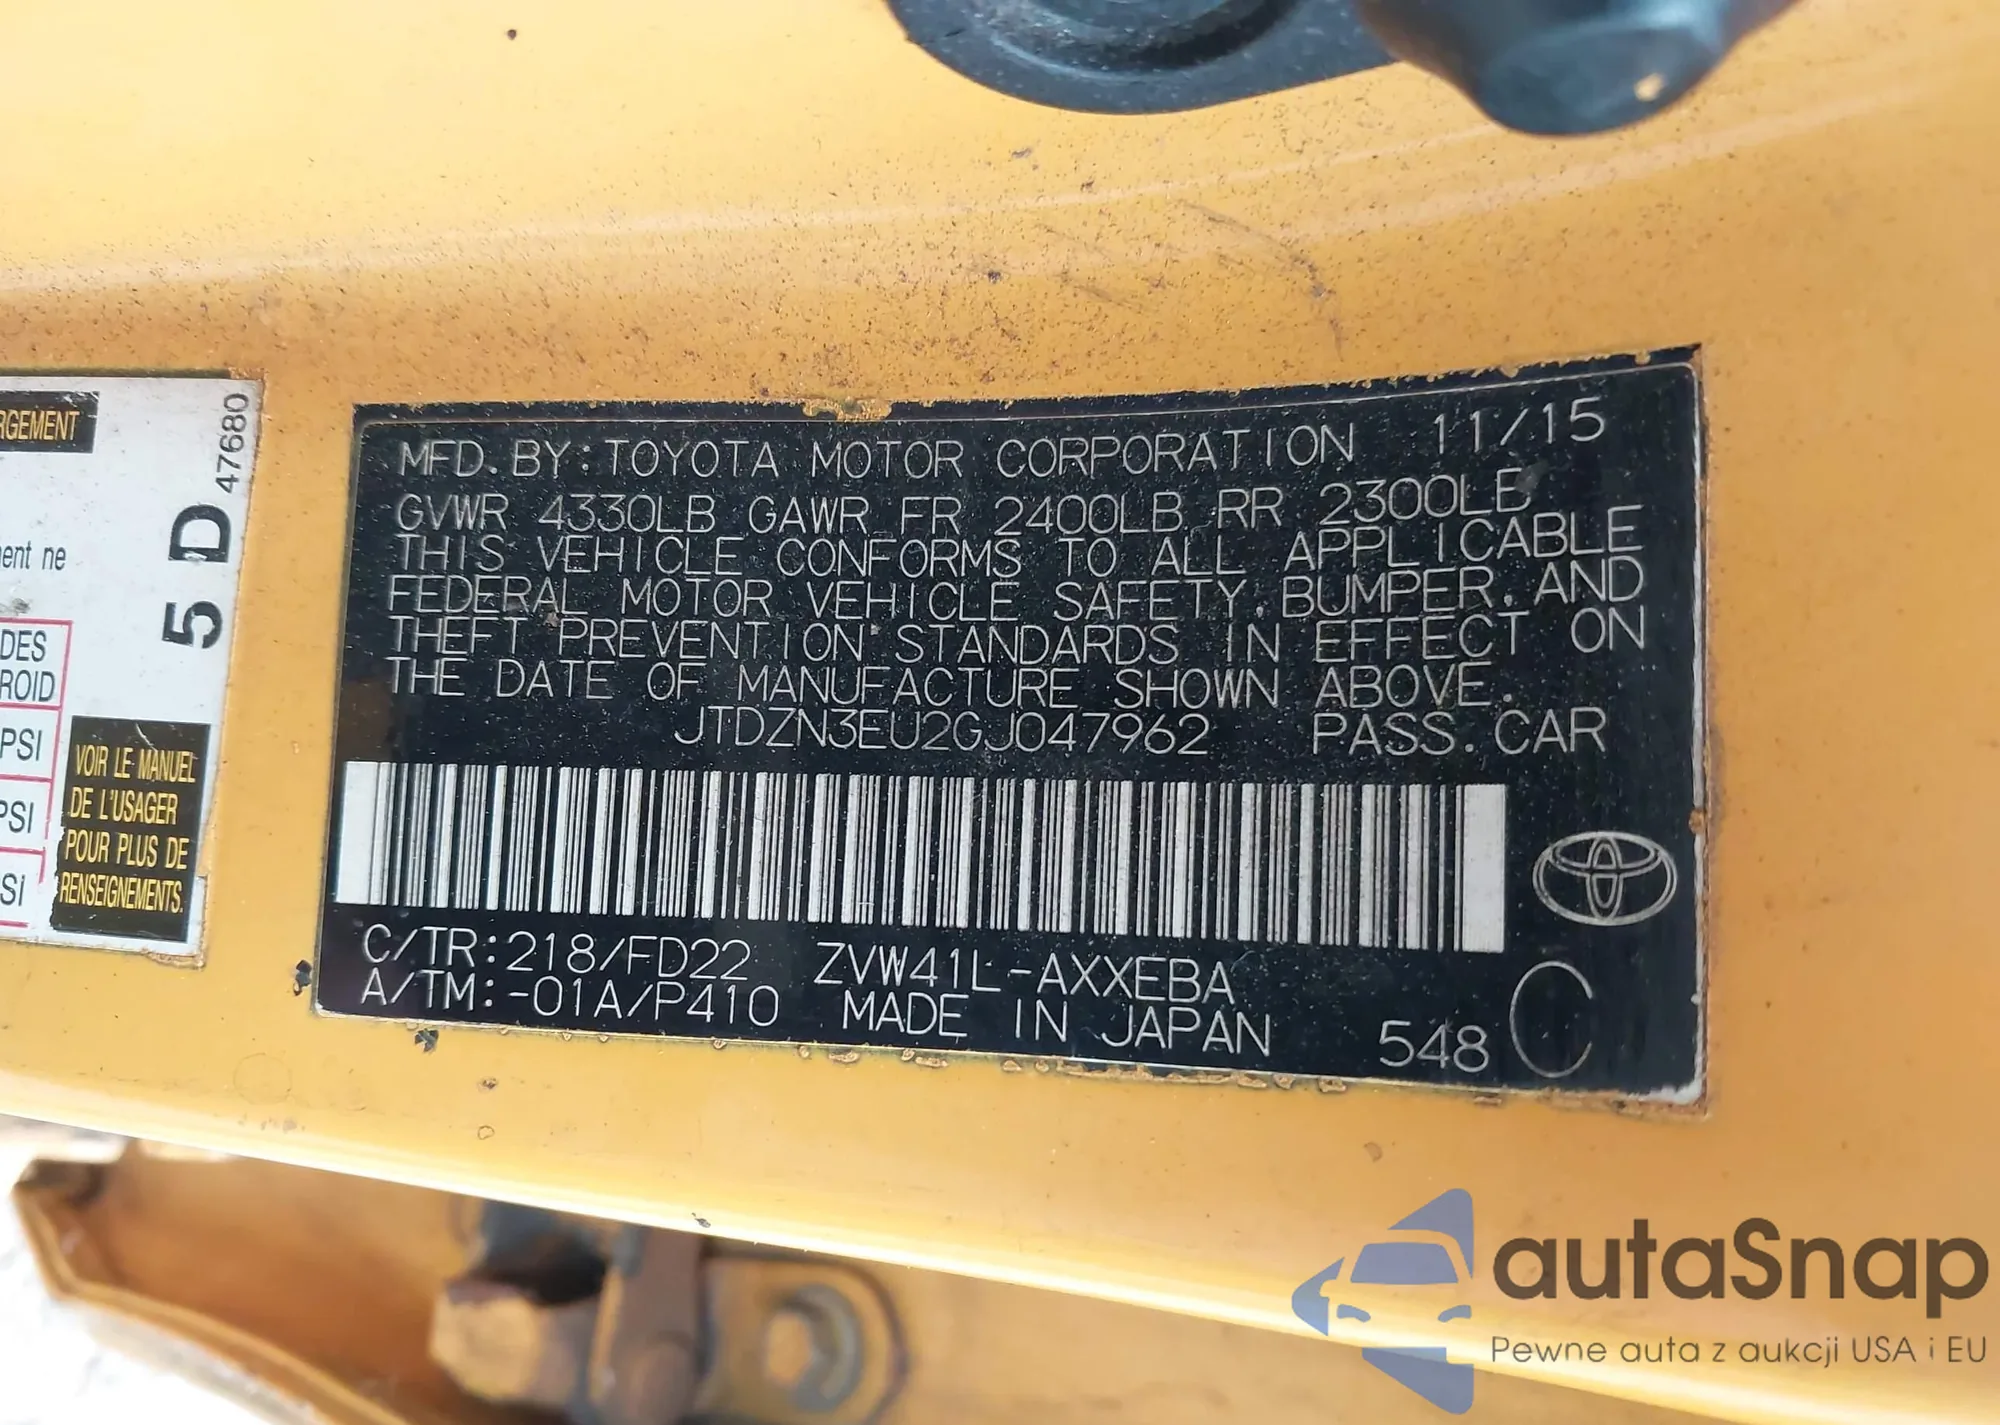 RGEMENT
47680
5 D
ment ne
DES
ROID
PSI
PSI
PSi
VOIR LE MANUEL
DE L'USAGER
POUR PLUS DE
RENSEIGNEMENTS.
MFD. BY: TOYOTA MOTOR CORPORATION 11/15
GVWR 4330LB GAWR FR 2400LB RR 2300LB
THIS VEHICLE CONFORMS TO ALL APPLICABLE
FEDERAL MOTOR VEHICLE SAFETY, BUMPER, AND
THEFT PREVENTION STANDARDS IN EFFECT ON
THE DATE OF MANUFACTURE SHOWN ABOVE.
JTDZN3EU2GJ047962 PASS. CAR
C/TR: 218/FD22 ZVW41L-AXXEBA
A/TM: -01A/P410 MADE IN JAPAN 548 C
autaSnap
Pewne auta z aukcji USA i EU